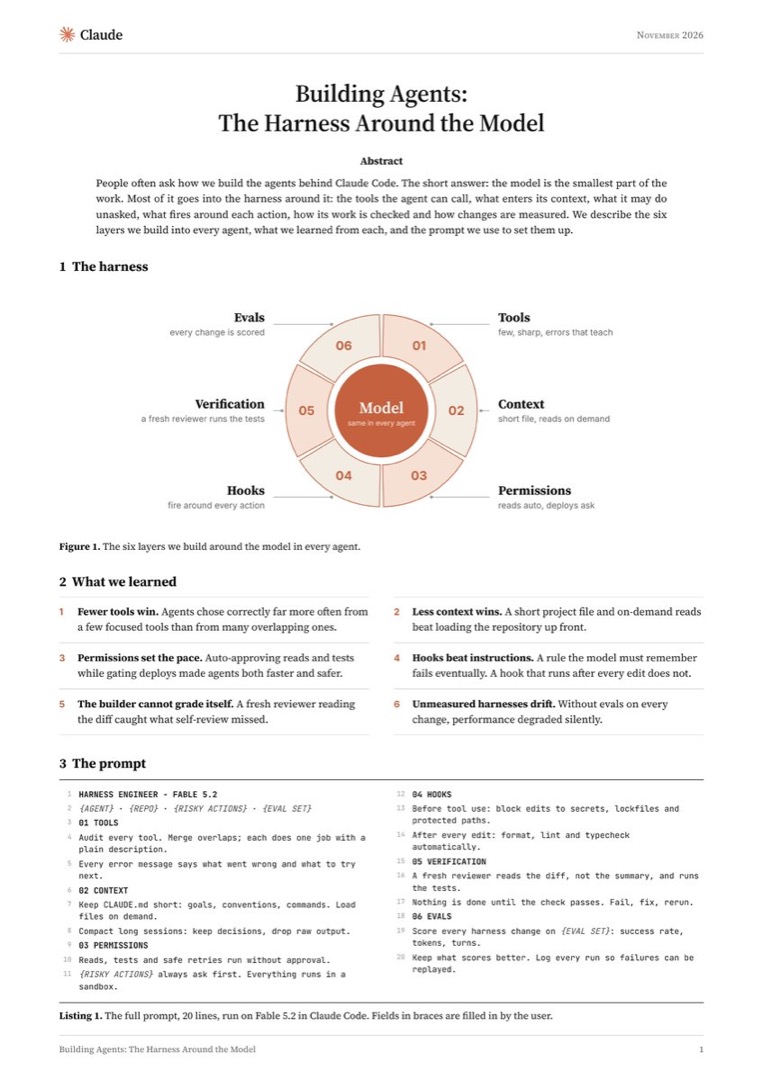 Claude
November 2026
Building Agents:
The Harness Around the Model
Abstract
People often ask how we build the agents behind Claude Code. The short answer: the model is the smallest part of the
work. Most of it goes into the harness around it: the tools the agent can call, what enters its context, what it may do
unasked, what fires around each action, how its work is checked and how changes are measured. We describe the six
layers we build into every agent, what we learned from each, and the prompt we use to set them up.
1 The harness
Evals
every change is scored
Tools
few, sharp, errors that teach
06
01
Verification
a fresh reviewer runs the tests
05
Model
same in every agent
02
Context
short file, reads on demand
04
03
Hooks
fire around every action
Permissions
reads auto, deploys ask
Figure 1. The six layers we build around the model in every agent.
2 What we learned
1 Fewer tools win. Agents chose correctly far more often from
a few focused tools than from many overlapping ones.
2 Less context wins. A short project file and on-demand reads
beat loading the repository up front.
3 Permissions set the pace. Auto-approving reads and tests
while gating deploys made agents both faster and safer.
4 Hooks beat instructions. A rule the model must remember
fails eventually. A hook that runs after every edit does not.
5 The builder cannot grade itself. A fresh reviewer reading
the diff caught what self-review missed.
6 Unmeasured harnesses drift. Without evals on every
change, performance degraded silently.
3 The prompt
1 HARNESS ENGINEER - FABLE 5.2
2 {AGENT} · {REPO} · {RISKY ACTIONS} · {EVAL SET}
3 01 TOOLS
4 Audit every tool. Merge overlaps; each does one job with a
plain description.
5 Every error message says what went wrong and what to try
next.
6 02 CONTEXT
7 Keep CLAUDE.md short: goals, conventions, commands. Load
files on demand.
8 Compact long sessions: keep decisions, drop raw output.
9 03 PERMISSIONS
10 Reads, tests and safe retries run without approval.
11 {RISKY ACTIONS} always ask first. Everything runs in a
sandbox.
12 04 HOOKS
13 Before tool use: block edits to secrets, lockfiles and
protected paths.
14 After every edit: format, lint and typecheck
automatically.
15 05 VERIFICATION
16 A fresh reviewer reads the diff, not the summary, and runs
the tests.
17 Nothing is done until the check passes. Fail, fix, rerun.
18 06 EVALS
19 Score every harness change on {EVAL SET}: success rate,
tokens, turns.
20 Keep what scores better. Log every run so failures can be
replayed.
Listing 1. The full prompt, 20 lines, run on Fable 5.2 in Claude Code. Fields in braces are filled in by the user.
Building Agents: The Harness Around the Model
1